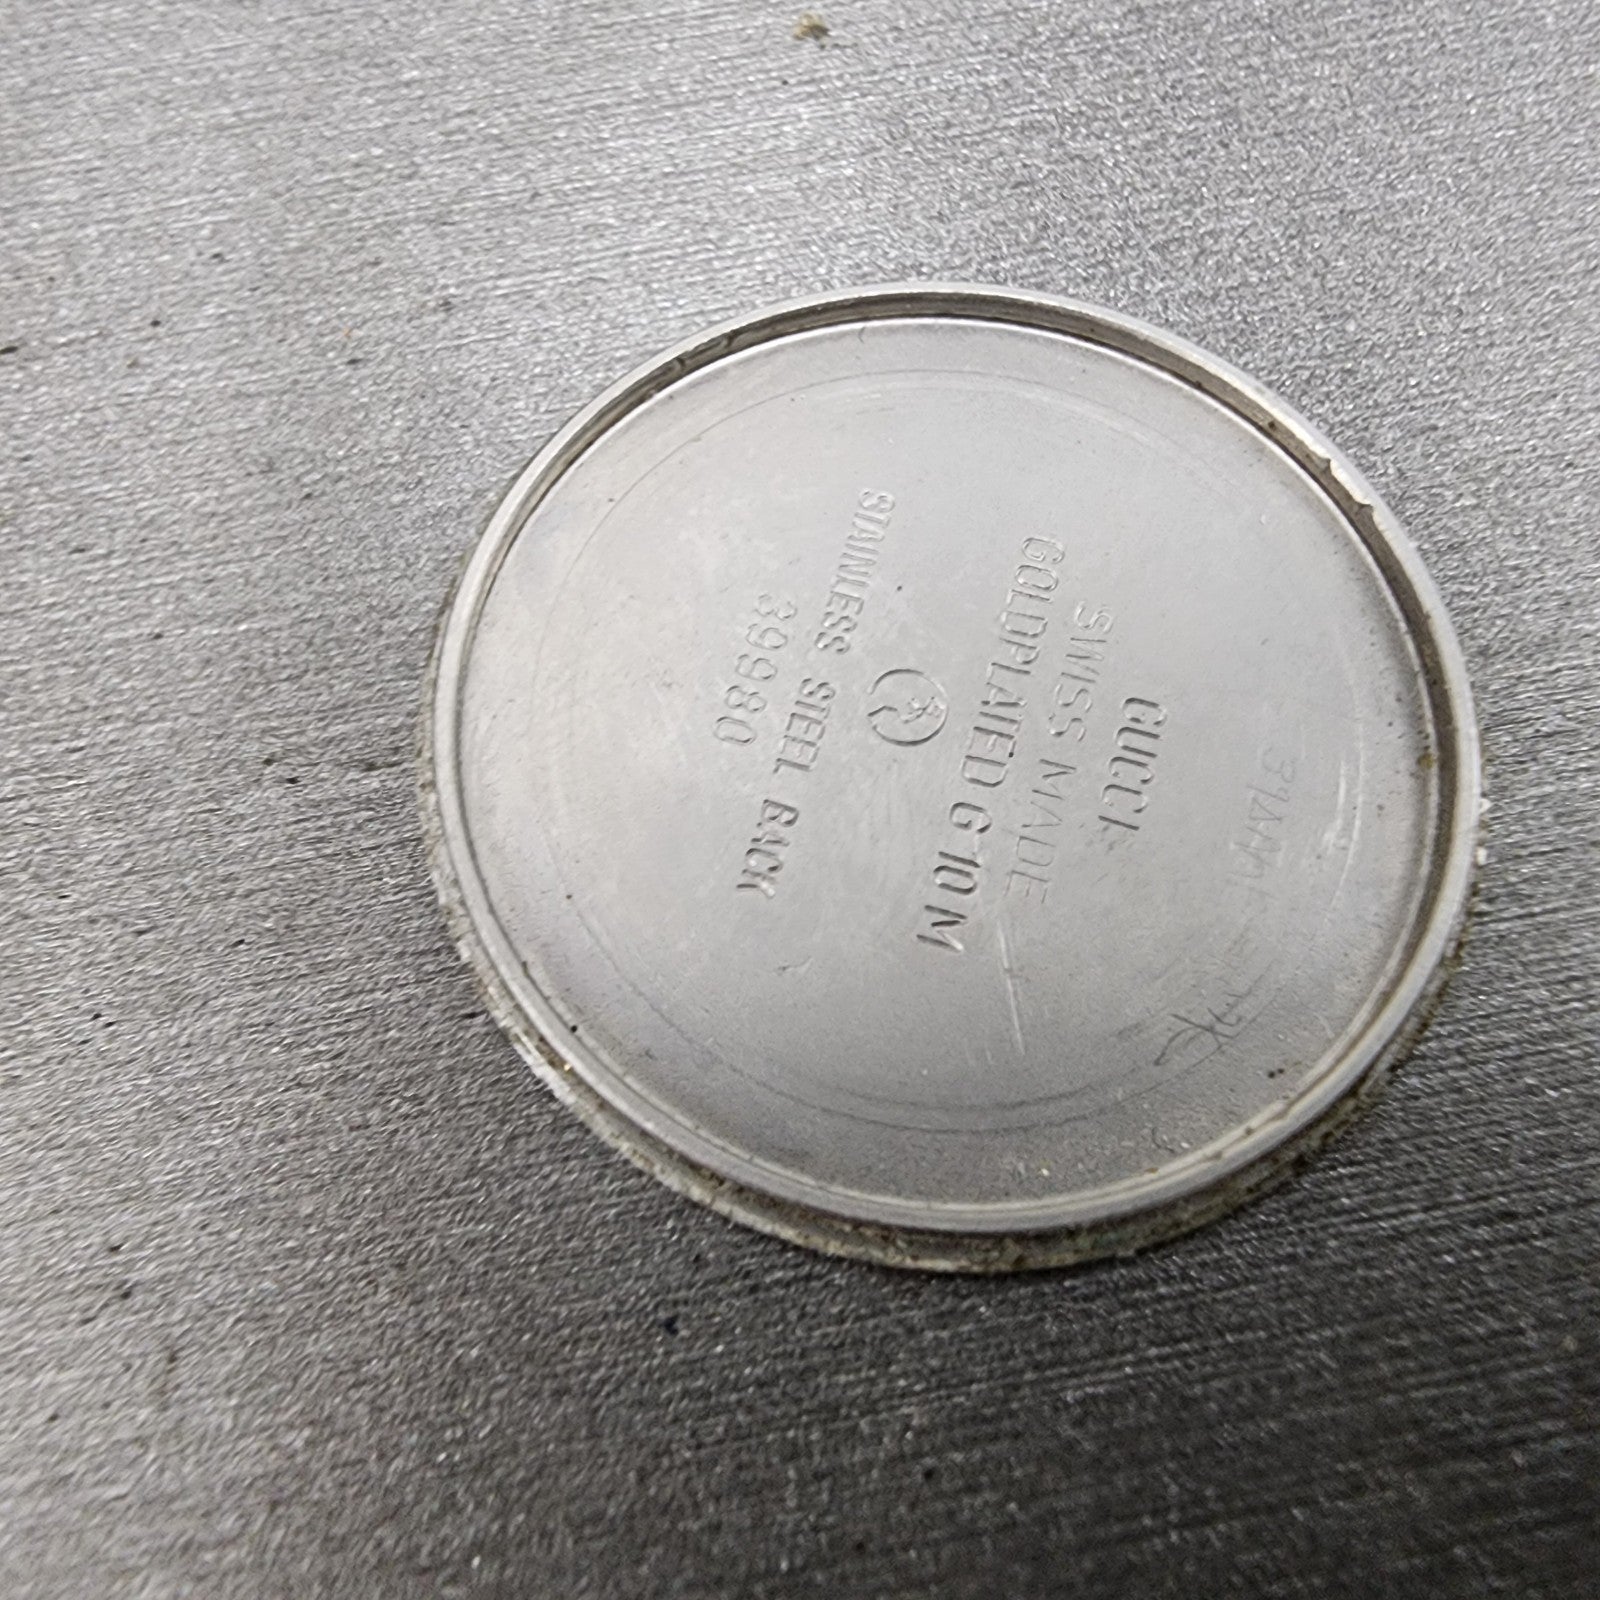 GUCCI
SWISS MADE
GOLDPLATED G 10 M
STAINLESS STEEL BACK
39980